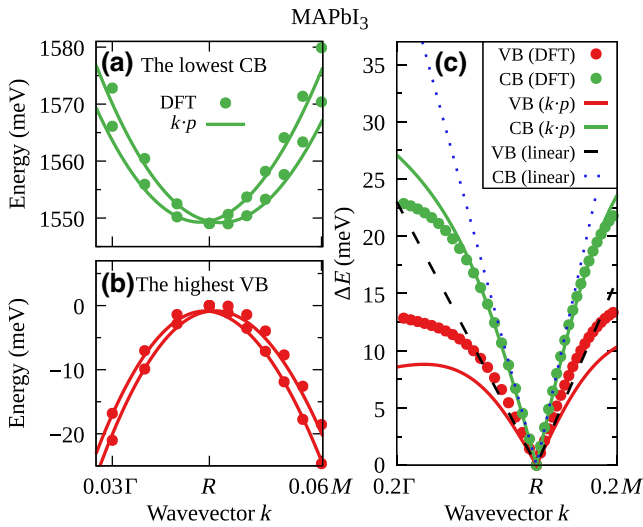 MAPbI3
(a) The lowest CB
DFT
k·p
Energy (meV)
1580
1570
1560
1550
(b) The highest VB
Energy (meV)
0
−10
−20
0.03Γ R 0.06M
Wavevector k
(c)
VB (DFT)
CB (DFT)
VB (k·p)
CB (k·p)
VB (linear)
CB (linear)
ΔE (meV)
35
30
25
20
15
10
5
0
0.2Γ R 0.2M
Wavevector k